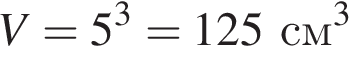 V = 5³ = 125 см³